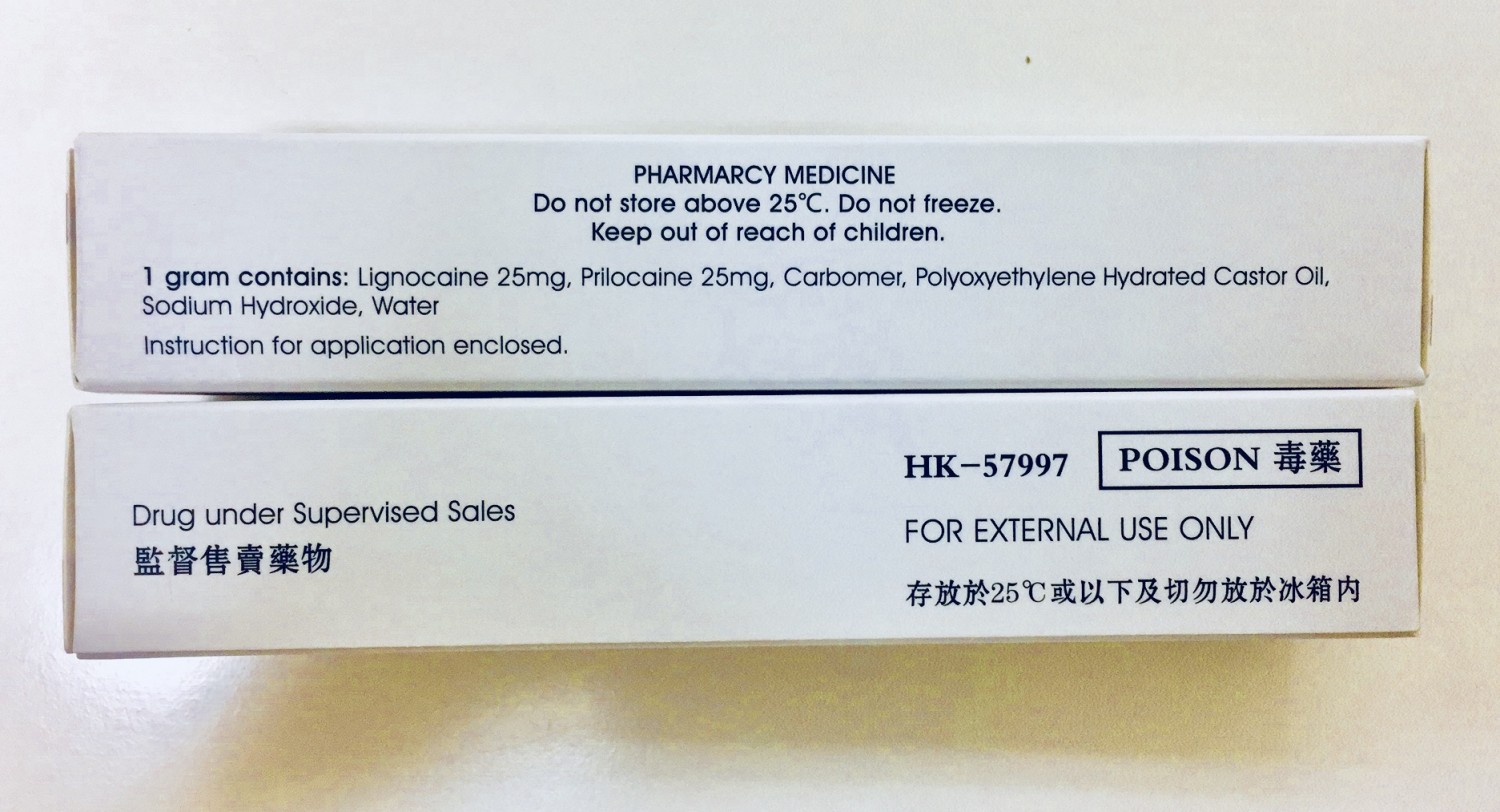 PHARMARCY MEDICINE
Do not store above 25℃. Do not freeze.
Keep out of reach of children.
1 gram contains: Lignocaine 25mg, Prilocaine 25mg, Carbomer, Polyoxyethylene Hydrated Castor Oil,
Sodium Hydroxide, Water
Instruction for application enclosed.
HK-57997 POISON 毒藥
Drug under Supervised Sales
監督售賣藥物
FOR EXTERNAL USE ONLY
存放於25℃或以下及切勿放於冰箱内